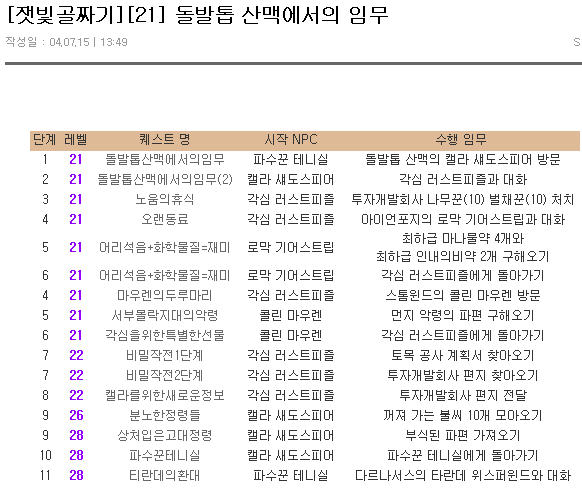 [잿빛골짜기][21] 돌발톱 산맥에서의 임무
작성일 : 04.07.15 | 13:49
S
단계 레벨 퀘스트 명 시작 NPC 수행 임무
1 21 돌발톱산맥에서의임무 파수꾼 테니실 돌발톱 산맥의 캘라 섀도스피어 방문
2 21 돌발톱산맥에서의임무(2) 캘라 섀도스피어 각심 러스트피즐과 대화
3 21 노움의휴식 각심 러스트피즐 투자개발회사 나무꾼(10) 벌채꾼(10) 처치
4 21 오랜동료 각심 러스트피즐 아이언포지의 로막 기어스트립과 대화
5 21 어리석음+화학물질=재미 로막 기어스트립 최하급 마나물약 4개와
최하급 인내의비약 2개 구해오기
6 21 어리석음+화학물질=재미 로막 기어스트립 각심 러스트피즐에게 돌아가기
4 21 마우렌의두루마리 각심 러스트피즐 스톰윈드의 콜린 마우렌 방문
5 21 서부몰락지대의악령 콜린 마우렌 먼지 악령의 파편 구해오기
6 21 각심을위한특별한선물 콜린 마우렌 각심 러스트피즐에게 돌아가기
7 22 비밀작전1단계 각심 러스트피즐 토목 공사 계획서 찾아오기
7 22 비밀작전2단계 각심 러스트피즐 투자개발회사 편지 찾아오기
8 22 캘라를위한새로운정보 각심 러스트피즐 투자개발회사 편지 전달
9 26 분노한정령들 캘라 섀도스피어 꺼져 가는 불씨 10개 모아오기
9 28 상처입은고대정령 캘라 섀도스피어 부식된 파편 가져오기
10 28 파수꾼테니실 캘라 섀도스피어 파수꾼 테니실에게 돌아가기
11 28 티란데의환대 파수꾼 테니실 다르나서스의 타란데 위스퍼윈드와 대화